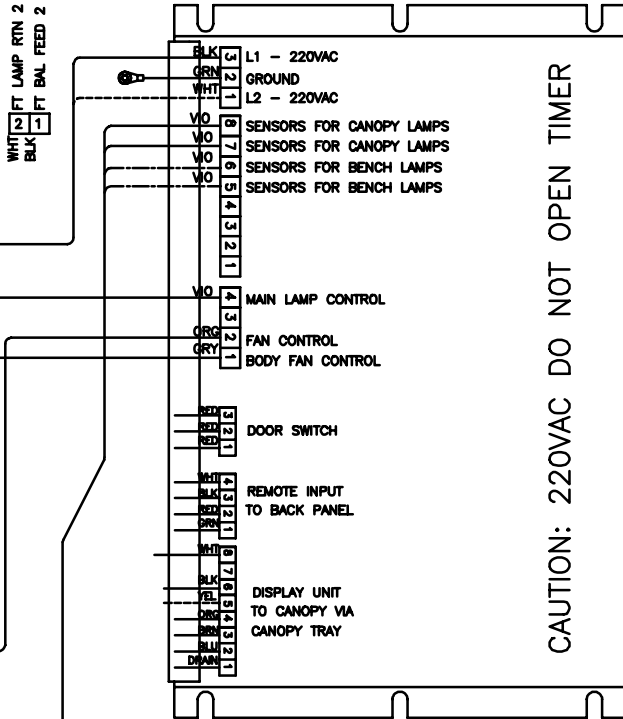 FT LAMP RTN 2
FT BAL FEED 2
WHT 2
BLK 1
BLK 3 L1 - 220VAC
GRN 2 GROUND
WHT 1 L2 - 220VAC
VIO 8 SENSORS FOR CANOPY LAMPS
VIO 7 SENSORS FOR CANOPY LAMPS
VIO 6 SENSORS FOR BENCH LAMPS
VIO 5 SENSORS FOR BENCH LAMPS
4
3
2
1
VIO 4 MAIN LAMP CONTROL
3
ORG 2 FAN CONTROL
GRY 1 BODY FAN CONTROL
RED 3
RED 2 DOOR SWITCH
RED 1
WHT 4
BLK 3 REMOTE INPUT
RED 2 TO BACK PANEL
GRN 1
WHT 8
7
BLK 6 DISPLAY UNIT
YEL 5 TO CANOPY VIA
ORG 4
BRN 3 CANOPY TRAY
BLU 2
DRAIN 1
CAUTION: 220VAC DO NOT OPEN TIMER